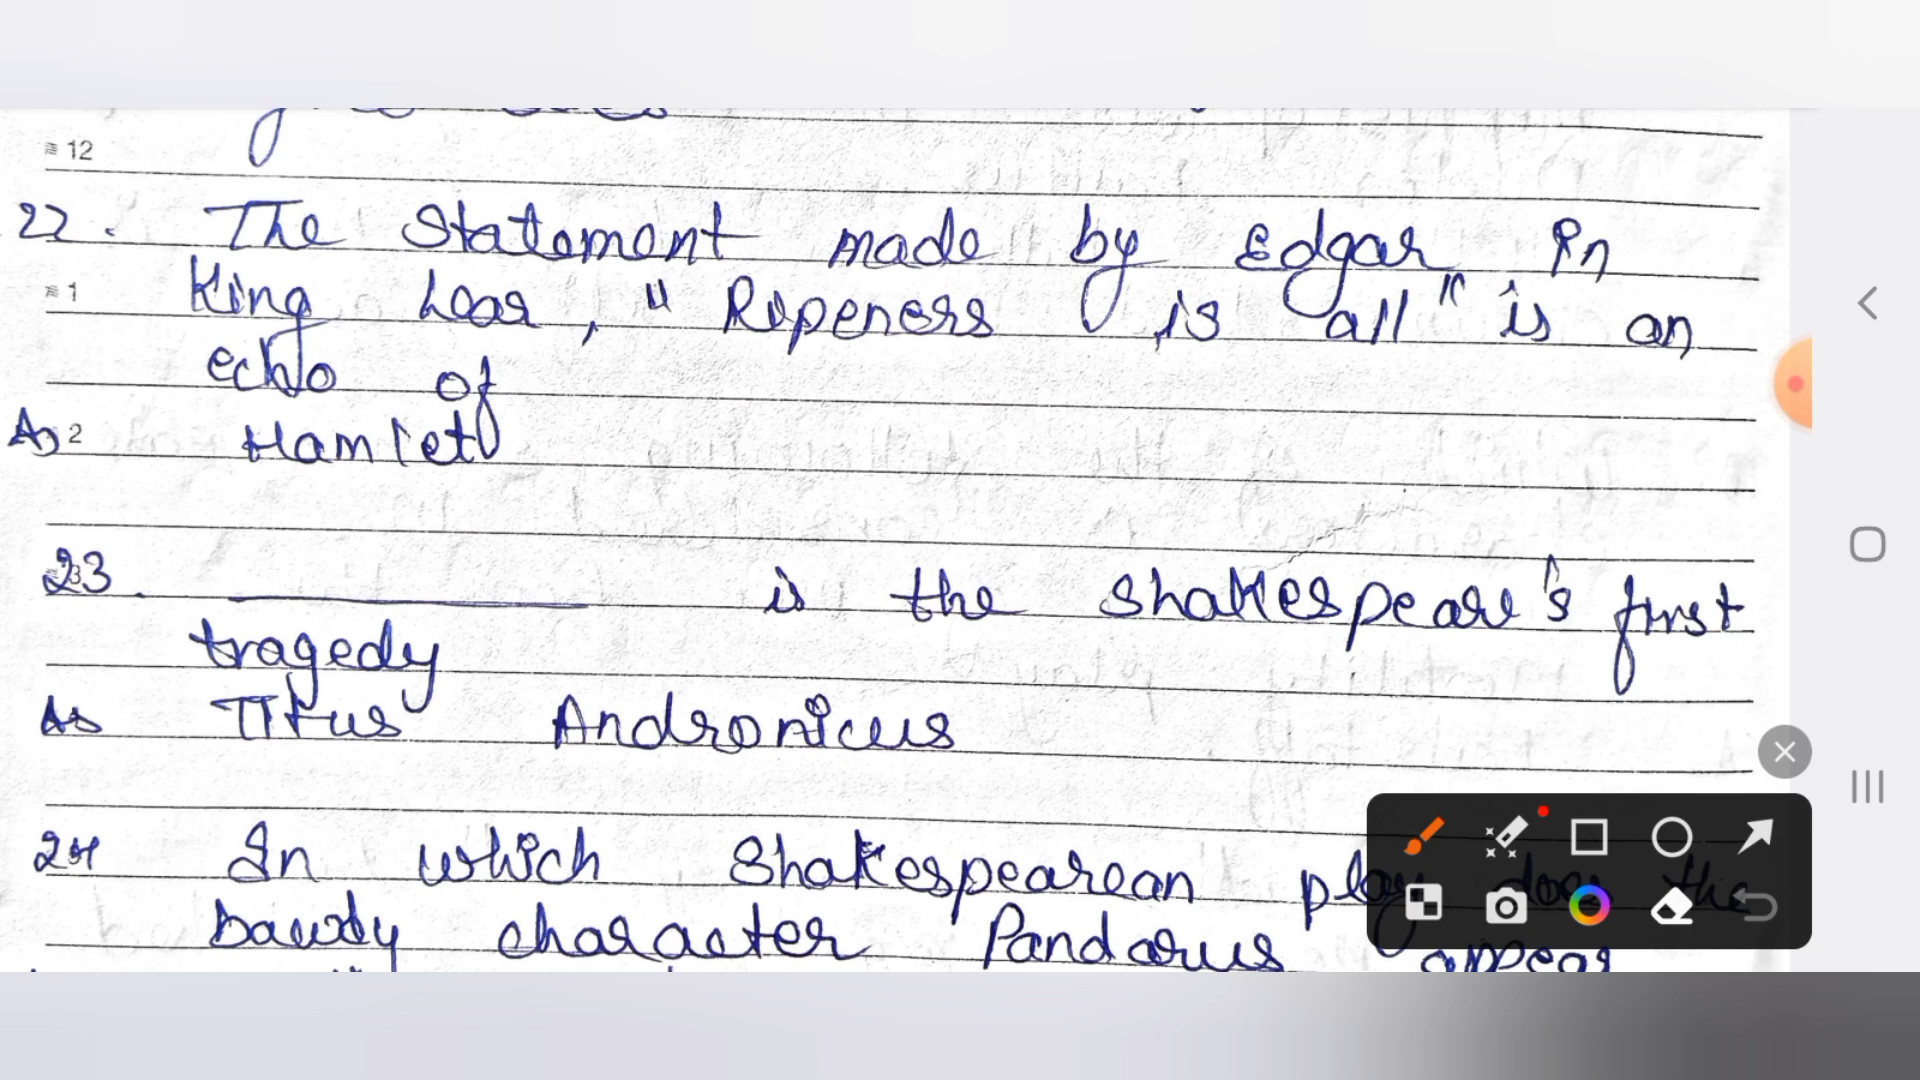 ≡ 12
22. The Statement made by Edgar in
≡ 1 King Lear, " Ripeness is all" is an
echo of
A) 2 Hamlet
23. is the Shakespeare's first
tragedy
As Titus Andronicus
24 In which Shakespearean play does the
bawdy character Pandarus appear